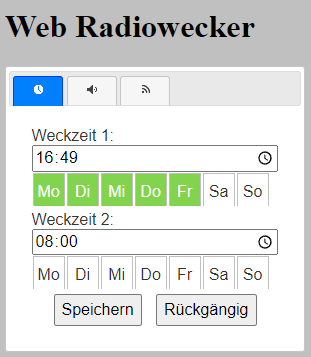 Web Radiowecker
Weckzeit 1:
16:49
Mo Di Mi Do Fr Sa So
Weckzeit 2:
08:00
Mo Di Mi Do Fr Sa So
Speichern Rückgängig